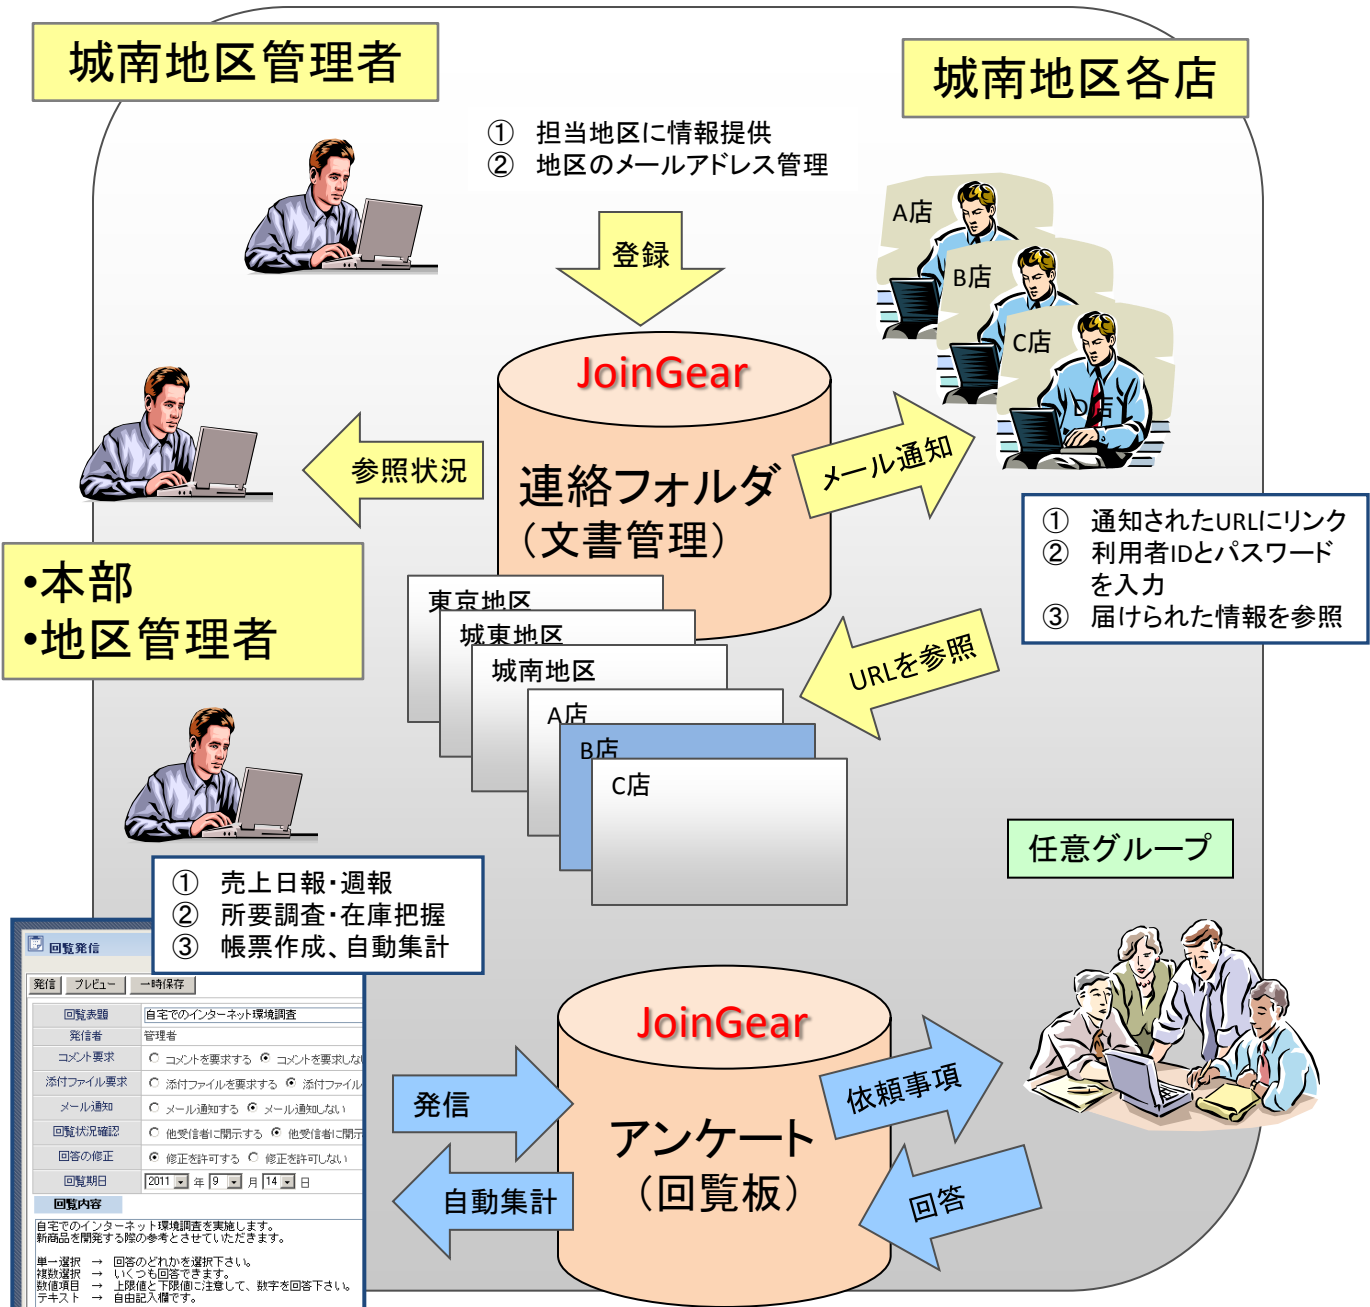 城南地区管理者
城南地区各店
① 担当地区に情報提供
② 地区のメールアドレス管理
登録
A店
B店
C店
D店
JoinGear
連絡フォルダ
（文書管理）
参照状況
メール通知
① 通知されたURLにリンク
② 利用者IDとパスワード
を入力
③ 届けられた情報を参照
•本部
•地区管理者
URLを参照
東京地区
城東地区
城南地区
A店
B店
C店
任意グループ
① 売上日報・週報
② 所要調査・在庫把握
③ 帳票作成、自動集計
回覧発信
発信 プレビュー 一時保存
回覧表題 自宅でのインターネット環境調査
発信者 管理者
コメント要求 コメントを要求する コメントを要求しない
添付ファイル要求 添付ファイルを要求する 添付ファイル
メール通知 メール通知する メール通知しない
回覧状況確認 他受信者に開示する 他受信者に開示
回答の修正 修正を許可する 修正を許可しない
回覧期日 2011 年 9 月 14 日
回覧内容
自宅でのインターネット環境調査を実施します。
新商品を開発する際の参考とさせていただきます。
単一選択 → 回答のどれかを選択下さい。
複数選択 → いくつも回答できます。
数値項目 → 上限値と下限値に注意して、数字を回答下さい。
テキスト → 自由記入欄です。
JoinGear
アンケート
（回覧板）
発信
自動集計
依頼事項
回答